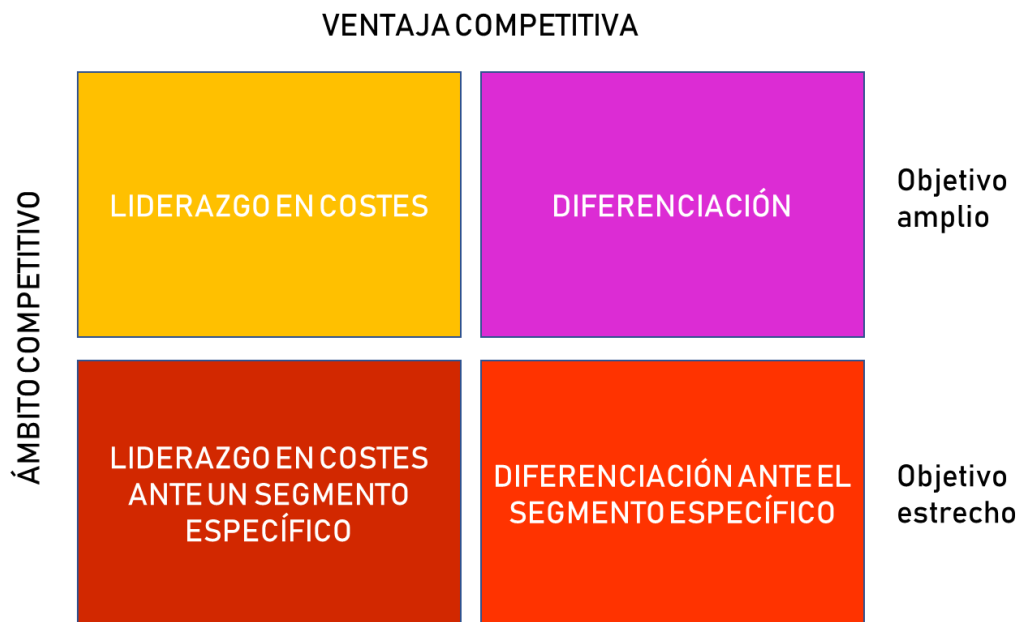 VENTAJA COMPETITIVA
LIDERAZGO EN COSTES
DIFERENCIACIÓN
Objetivo
amplio
ÁMBITO COMPETITIVO
LIDERAZGO EN COSTES
ANTE UN SEGMENTO
ESPECÍFICO
DIFERENCIACIÓN ANTE EL
SEGMENTO ESPECÍFICO
Objetivo
estrecho